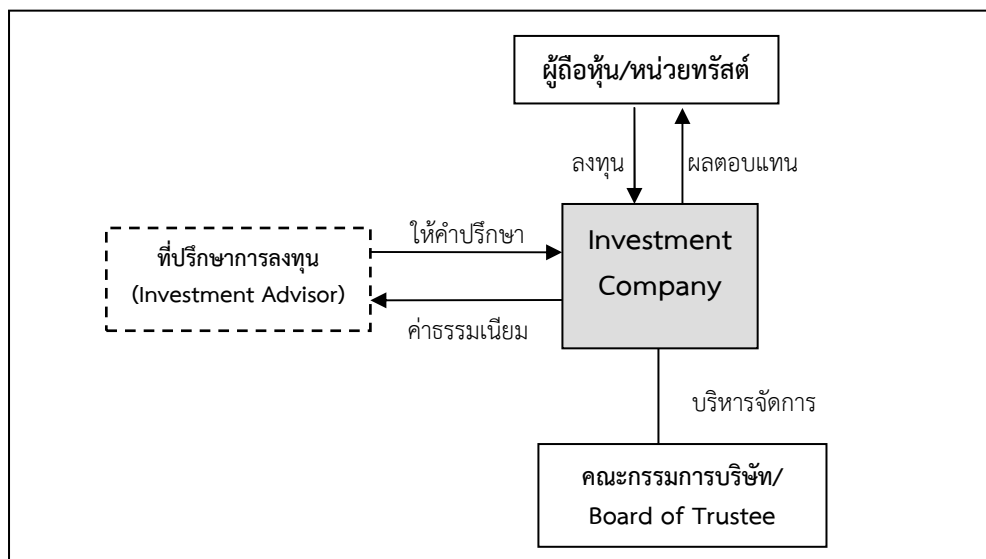 ผู้ถือหุ้น/หน่วยทรัสต์
ลงทุน
ผลตอบแทน
ให้คำปรึกษา
ที่ปรึกษาการลงทุน
(Investment Advisor)
Investment
Company
ค่าธรรมเนียม
บริหารจัดการ
คณะกรรมการบริษัท/
Board of Trustee